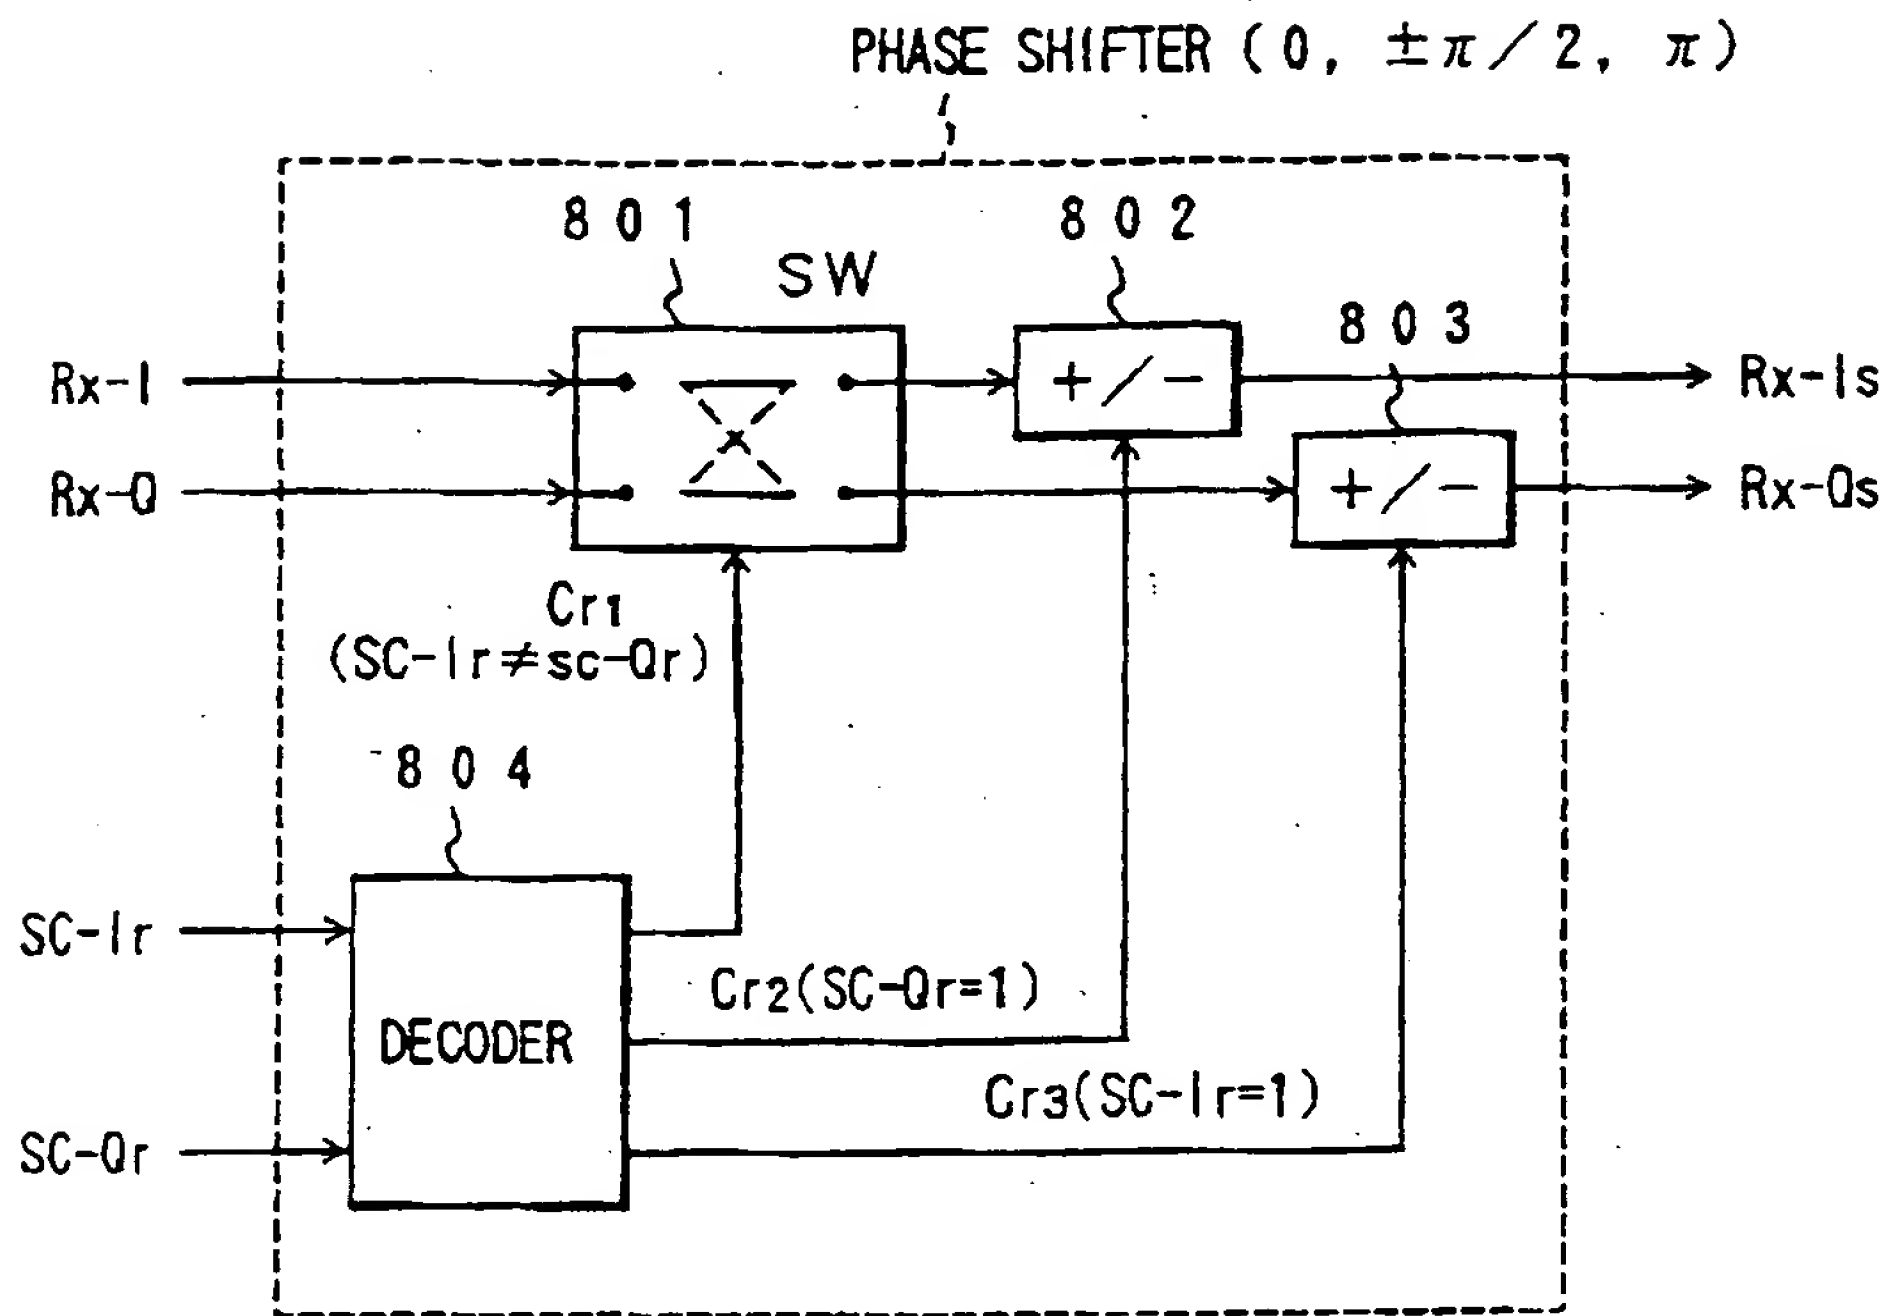 PHASE SHIFTER (0, ±π/2, π)
801
SW
802
803
Rx-I
+/-
Rx-Is
Rx-Q
+/-
Rx-Qs
Cr1
(SC-Ir≠sc-Qr)
804
SC-Ir
Cr2(SC-Qr=1)
DECODER
Cr3(SC-Ir=1)
SC-Qr